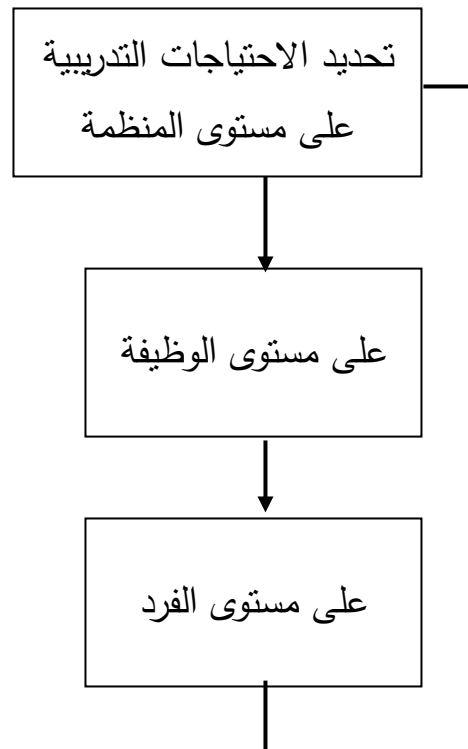 تحديد الاحتياجات التدريبية
على مستوى المنظمة
على مستوى الوظيفة
على مستوى الفرد